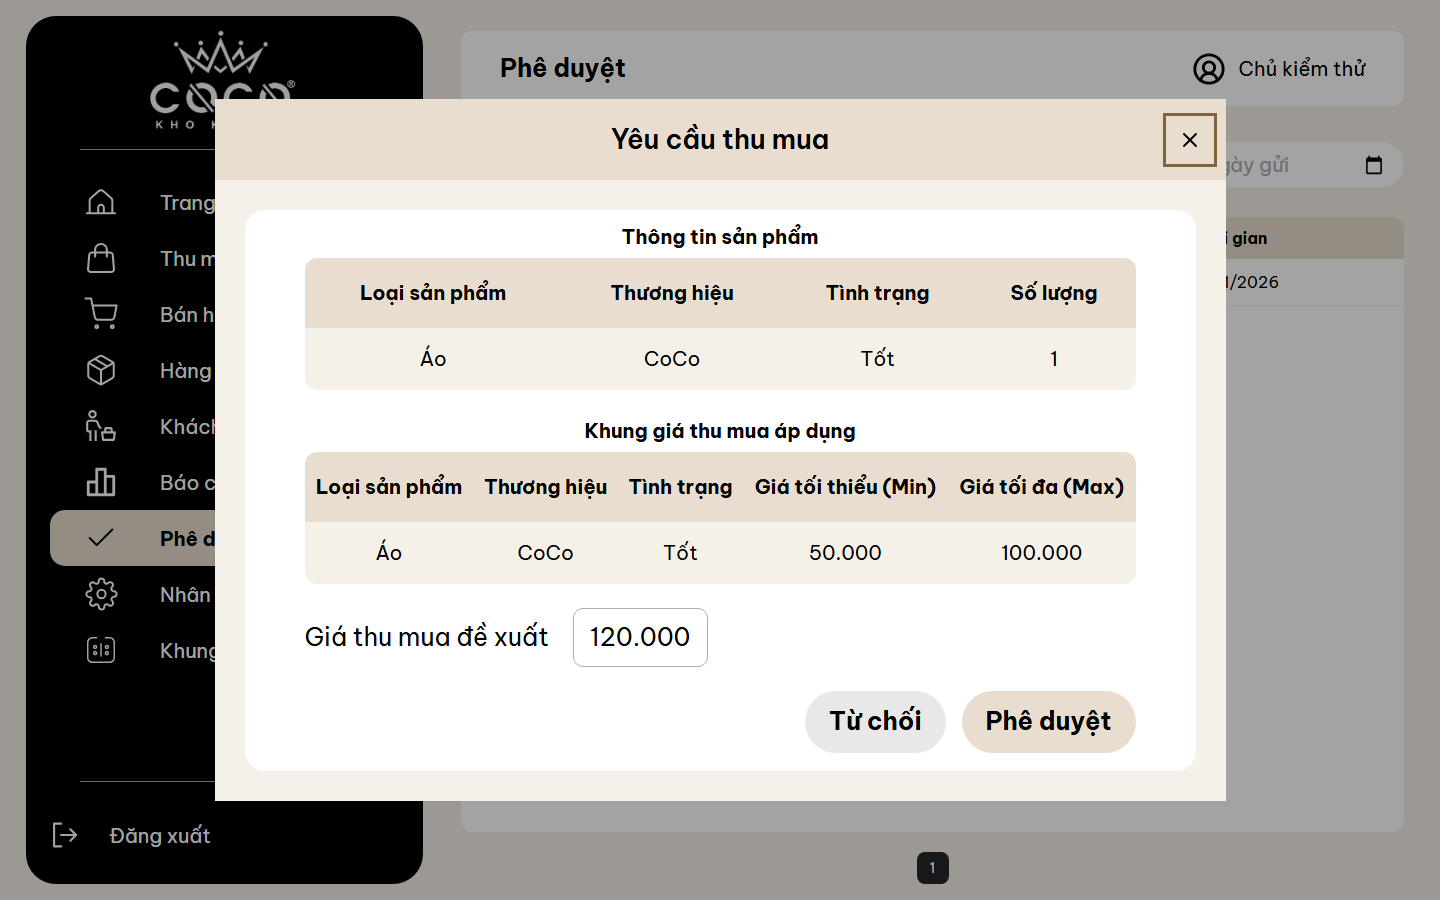 COCO®
KHO
Phê duyệt
Chủ kiểm thử
Yêu cầu thu mua
Trang
Thu
Bán
Hàng
Khách
Báo
Phê
Nhân
Khung
Đăng xuất
gửi
gian
/2026
Thông tin sản phẩm
Loại sản phẩm Thương hiệu Tình trạng Số lượng
Áo CoCo Tốt 1
Khung giá thu mua áp dụng
Loại sản phẩm Thương hiệu Tình trạng Giá tối thiểu (Min) Giá tối đa (Max)
Áo CoCo Tốt 50.000 100.000
Giá thu mua đề xuất 120.000
Từ chối Phê duyệt
1